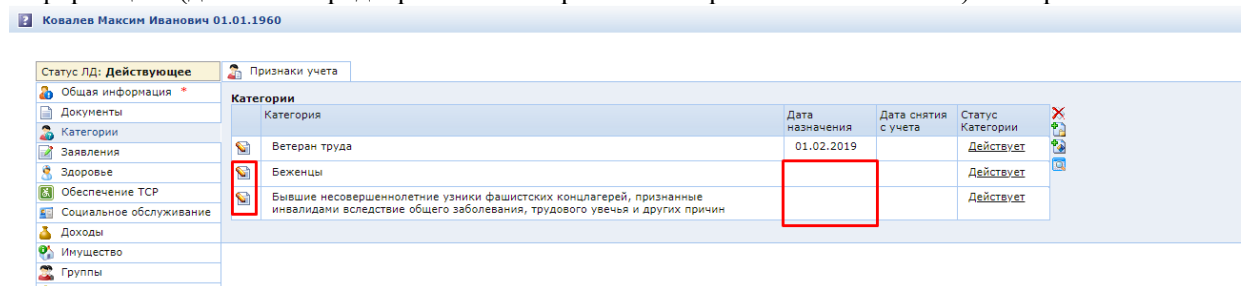 Ковалев Максим Иванович 01.01.1960
Статус ЛД: Действующее
Признаки учета
Общая информация *
Документы
Категории
Заявления
Здоровье
Обеспечение ТСР
Социальное обслуживание
Доходы
Имущество
Группы
Категории
Категория
Дата назначения
Дата снятия с учета
Статус Категории
Ветеран труда 01.02.2019 Действует
Беженцы Действует
Бывшие несовершеннолетние узники фашистских концлагерей, признанные
инвалидами вследствие общего заболевания, трудового увечья и других причин Действует